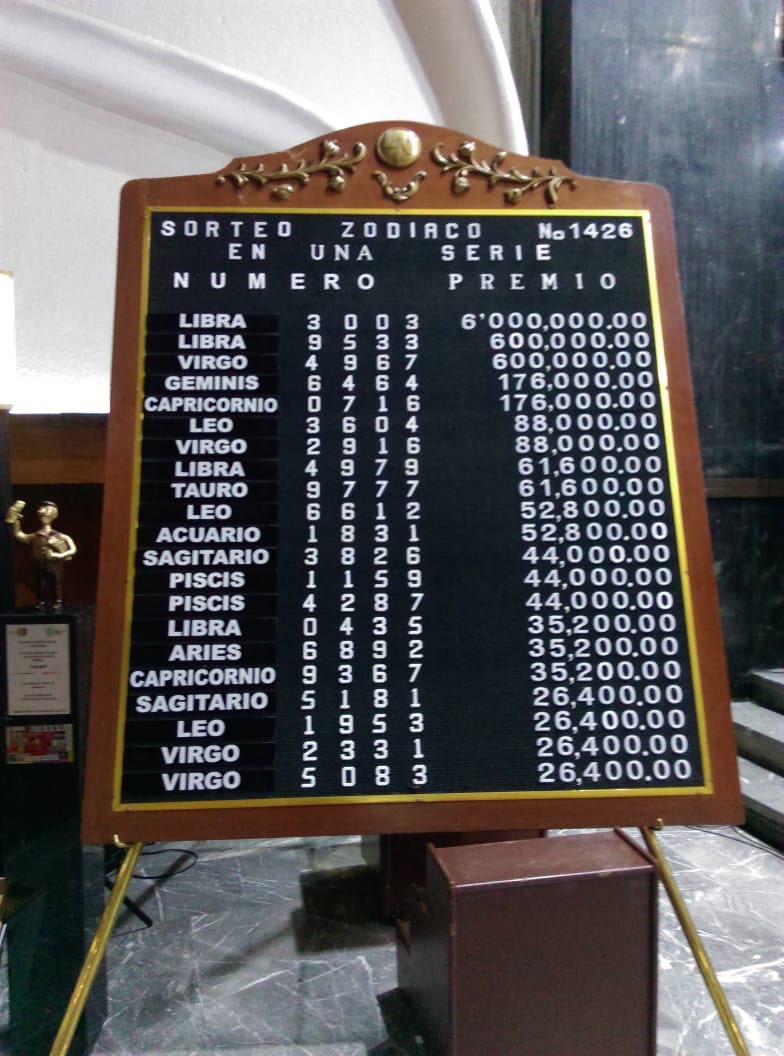 SORTEO ZODIACO No 1426
EN UNA SERIE
NUMERO PREMIO
LIBRA 3003 6'000,000.00
LIBRA 9533 600,000.00
VIRGO 4967 600,000.00
GEMINIS 6464 176,000.00
CAPRICORNIO 0716 176,000.00
LEO 3604 88,000.00
VIRGO 2916 88,000.00
LIBRA 4979 61,600.00
TAURO 9777 61,600.00
LEO 6612 52,800.00
ACUARIO 1831 52,800.00
SAGITARIO 3826 44,000.00
PISCIS 1159 44,000.00
PISCIS 4287 44,000.00
LIBRA 0435 35,200.00
ARIES 6892 35,200.00
CAPRICORNIO 9367 35,200.00
SAGITARIO 5181 26,400.00
LEO 1953 26,400.00
VIRGO 2331 26,400.00
VIRGO 5083 26,400.00